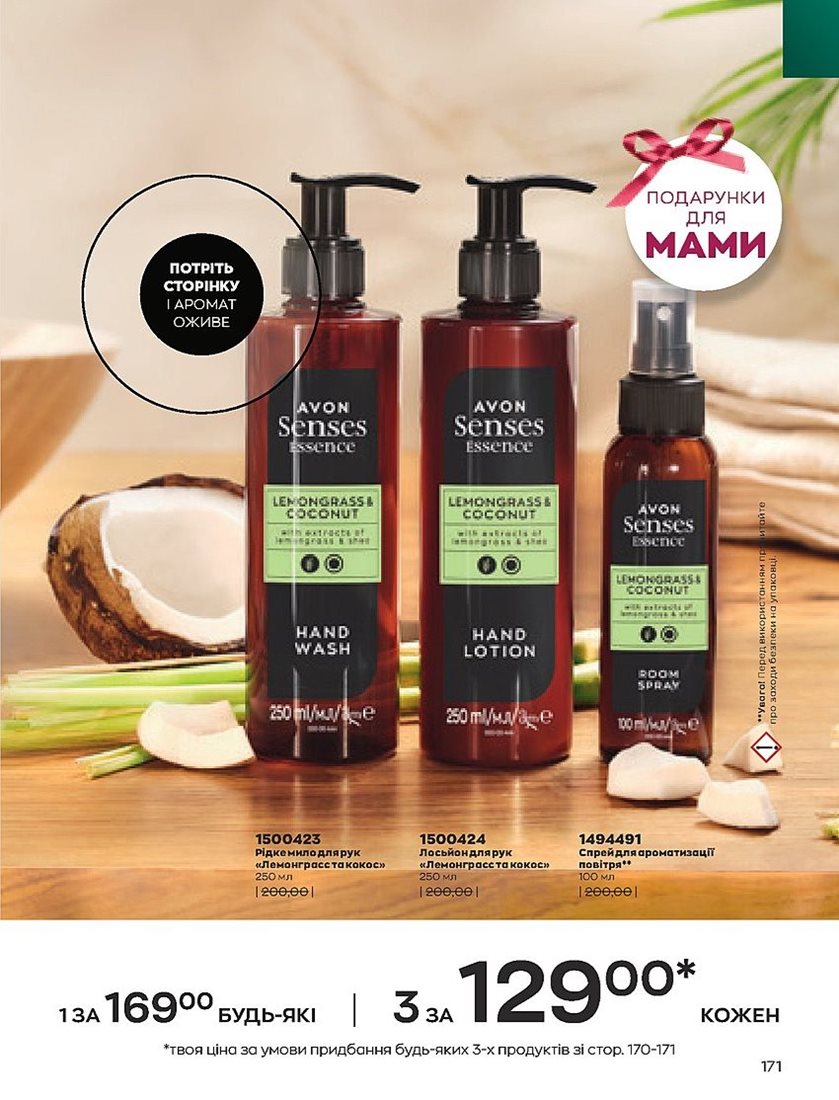 ПОДАРУНКИ
ДЛЯ
МАМИ
ПОТРІТЬ
СТОРІНКУ
І АРОМАТ
ОЖИВЕ
AVON
Senses
Essence
LEMONGRASS &
COCONUT
with extracts of
lemongrass & shea
HAND
WASH
250 ml/мл/
AVON
Senses
Essence
LEMONGRASS &
COCONUT
with extracts of
lemongrass & shea
HAND
LOTION
250 ml/мл/
AVON
Senses
Essence
LEMONGRASS &
COCONUT
with extracts of
lemongrass & shea
ROOM
SPRAY
100 ml/мл/
**Увага! Перед використанням прочитайте
про заходи безпеки на упаковці.
1500423
Рідке мило для рук
«Лемонграсс та кокос»
250 мл
| 200,00 |
1500424
Лосьйон для рук
«Лемонграсс та кокос»
250 мл
| 200,00 |
1494491
Спрей для ароматизації
повітря**
100 мл
| 200,00 |
1 ЗА 169⁰⁰ БУДЬ-ЯКІ | 3 ЗА 129⁰⁰* КОЖЕН
*твоя ціна за умови придбання будь-яких 3-х продуктів зі стор. 170-171
171